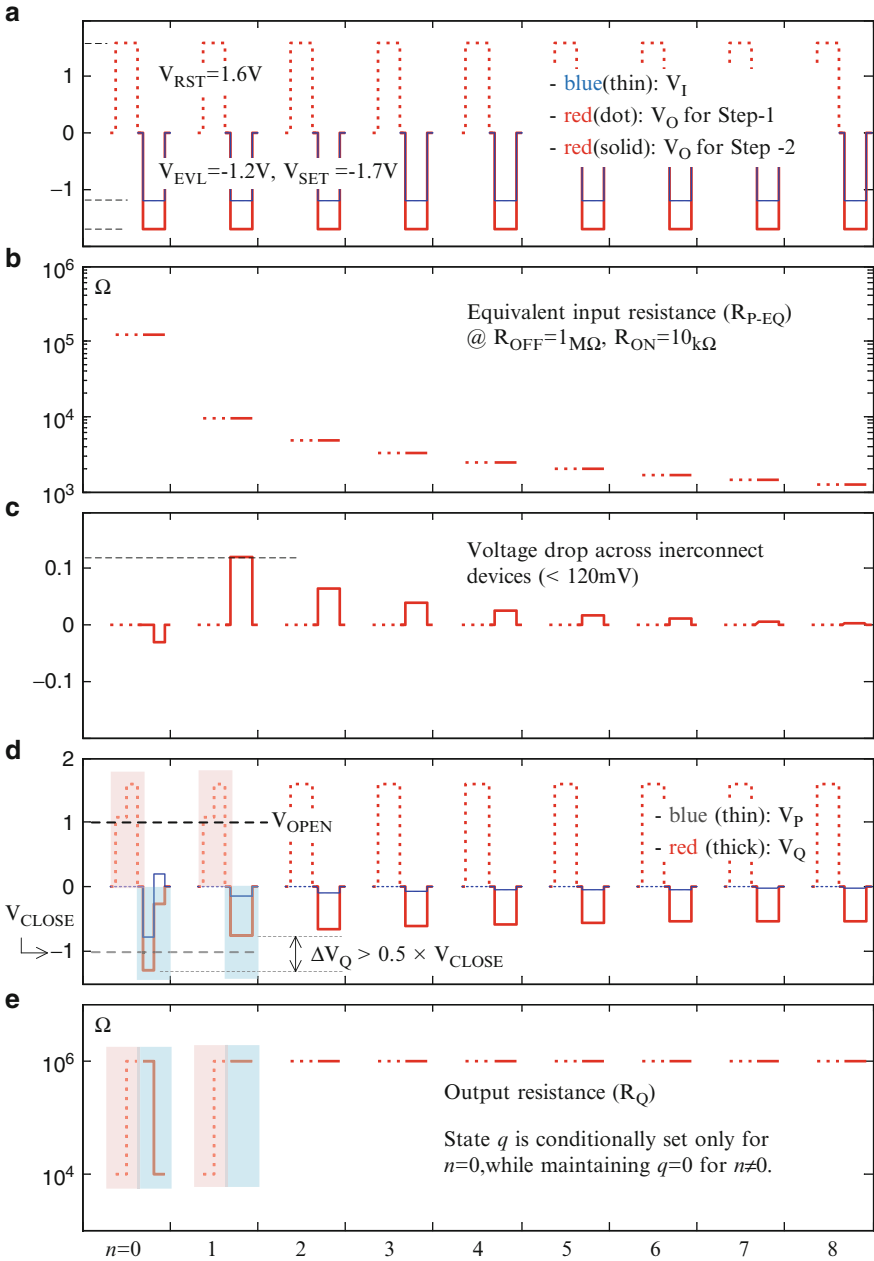 a
1
0
−1
V_RST=1.6V
V_EVL=-1.2V, V_SET=-1.7V
- blue(thin): V_I
- red(dot): V_O for Step-1
- red(solid): V_O for Step -2
b
10^6
10^5
10^4
10^3
Ω
Equivalent input resistance (R_P-EQ)
@ R_OFF=1_MΩ, R_ON=10_kΩ
c
0.1
0
−0.1
Voltage drop across inerconnect
devices (< 120mV)
d
2
1
0
−1
V_OPEN
V_CLOSE
- blue (thin): V_P
- red (thick): V_Q
ΔV_Q > 0.5 × V_CLOSE
e
Ω
10^6
10^4
Output resistance (R_Q)
State q is conditionally set only for
n=0,while maintaining q=0 for n≠0.
n=0 1 2 3 4 5 6 7 8